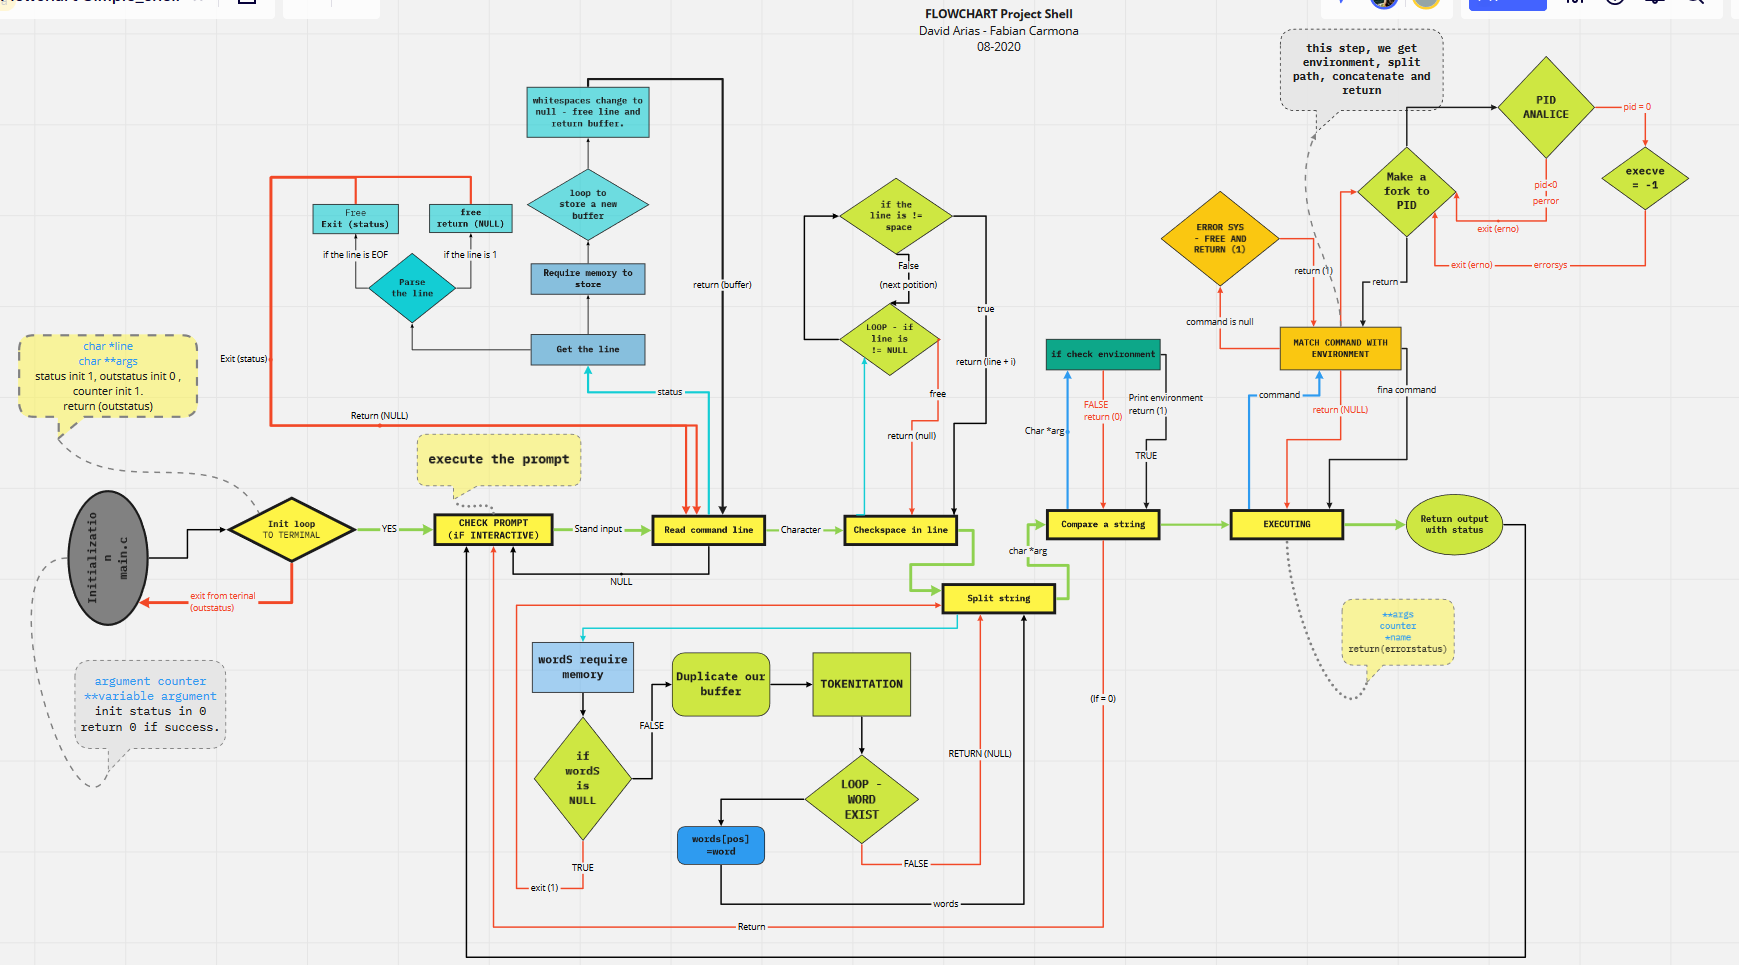 FLOWCHART Project Shell
David Arias - Fabian Carmona
08-2020
this step, we get
environment, split
path, concatenate and
return
PID
ANALICE
pid = 0
execve
= -1
Make a
fork to
PID
pid<0
perror
exit (erno)
exit (erno)
errorsys
return
ERROR SYS
- FREE AND
RETURN (1)
return (1)
command is null
MATCH COMMAND WITH
ENVIRONMENT
command
return (NULL)
fina command
whitespaces change to
null - free line and
return buffer.
loop to
store a new
buffer
Require memory to
store
Get the line
status
return (buffer)
Free
Exit (status)
free
return (NULL)
if the line is EOF
if the line is 1
Parse
the line
Exit (status)
Return (NULL)
if the
line is !=
space
False
(next potition)
LOOP - if
line is
!= NULL
true
return (line + i)
free
return (null)
if check environment
FALSE
return (0)
Print environment
return (1)
Char *arg
TRUE
char *line
char **args
status init 1, outstatus init 0 ,
counter init 1.
return (outstatus)
execute the prompt
Initializatio
n
main.c
Init loop
TO TERMIMAL
YES
CHECK PROMPT
(iF INTERACTIVE)
Stand input
Read command line
Character
Checkspace in line
Compare a string
EXECUTING
Return output
with status
NULL
char *arg
Split string
exit from terinal
(outstatus)
argument counter
**variable argument
init status in 0
return 0 if success.
**args
counter
*name
return(errorstatus)
wordS require
memory
Duplicate our
buffer
TOKENITATION
if
wordS
is
NULL
FALSE
TRUE
exit (1)
LOOP -
WORD
EXIST
words[pos]
=word
FALSE
RETURN (NULL)
words
(If = 0)
Return